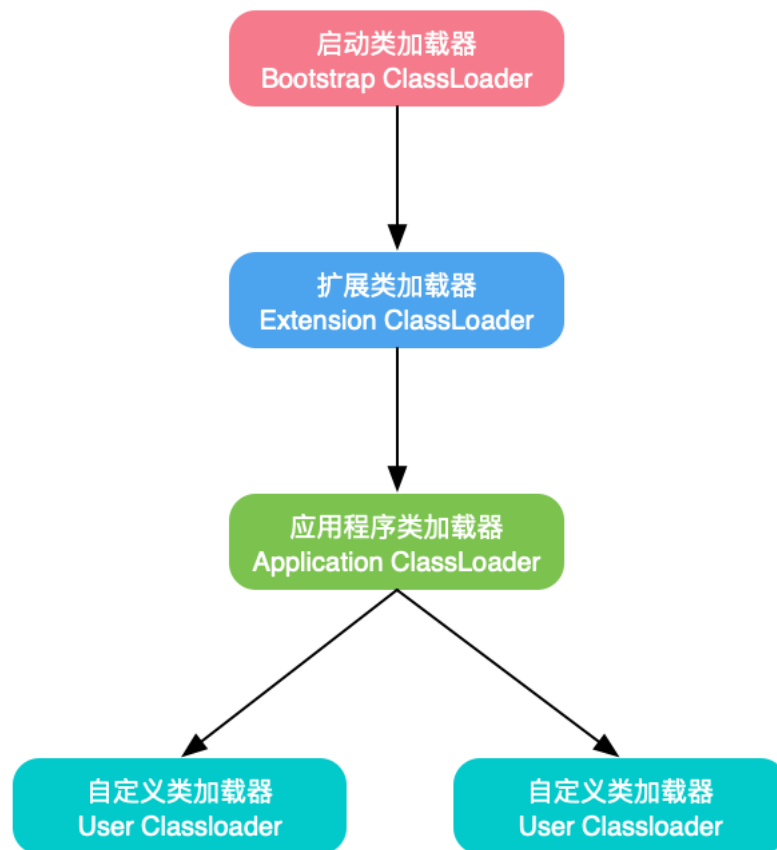 启动类加载器
Bootstrap ClassLoader
扩展类加载器
Extension ClassLoader
应用程序类加载器
Application ClassLoader
自定义类加载器
User Classloader
自定义类加载器
User Classloader